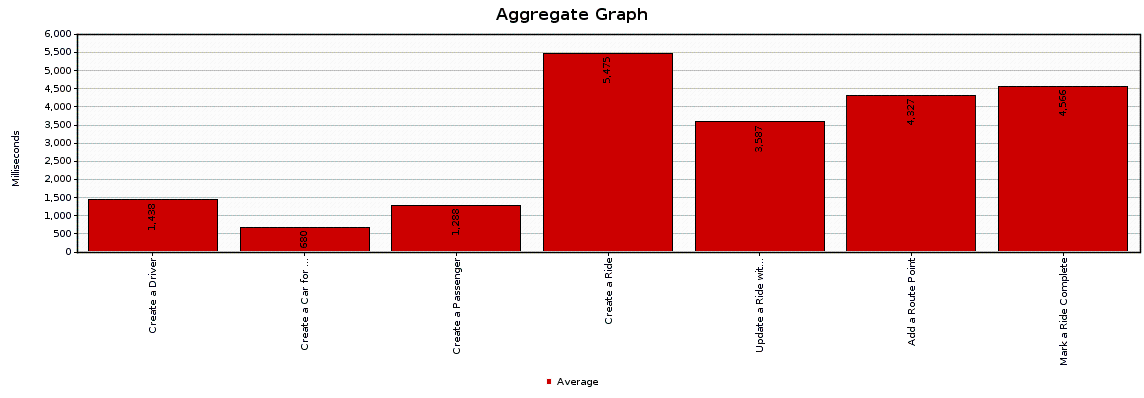 Aggregate Graph
6,000
5,500
5,000
4,500
4,000
3,500
3,000
2,500
2,000
1,500
1,000
500
0
Milliseconds
1,438
680
1,288
5,475
3,587
4,327
4,566
Create a Driver
Create a Car for ...
Create a Passenger
Create a Ride
Update a Ride wit...
Add a Route Point
Mark a Ride Complete
Average